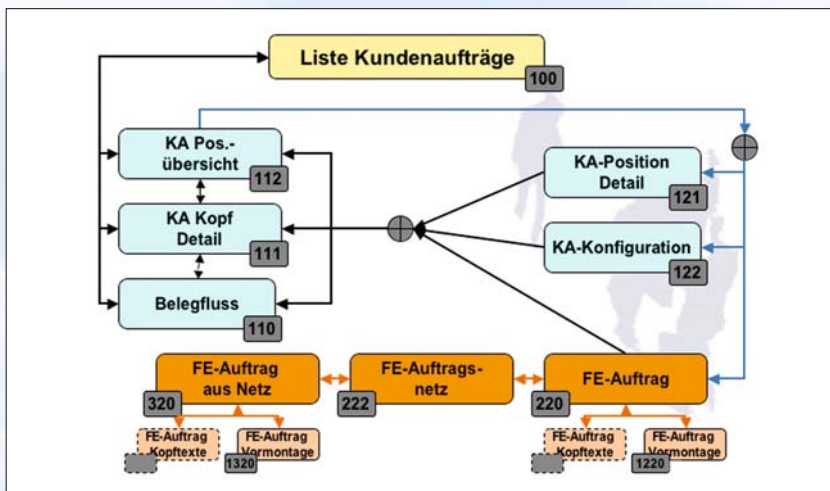 Liste Kundenaufträge
100
KA Pos.-
übersicht
112
KA-Position
Detail
121
KA Kopf
Detail
111
KA-Konfiguration
122
Belegfluss
110
FE-Auftrag
aus Netz
320
FE-Auftrags-
netz
222
FE-Auftrag
220
FE-Auftrag
Kopftexte
FE-Auftrag
Vormontage
1320
FE-Auftrag
Kopftexte
FE-Auftrag
Vormontage
1220